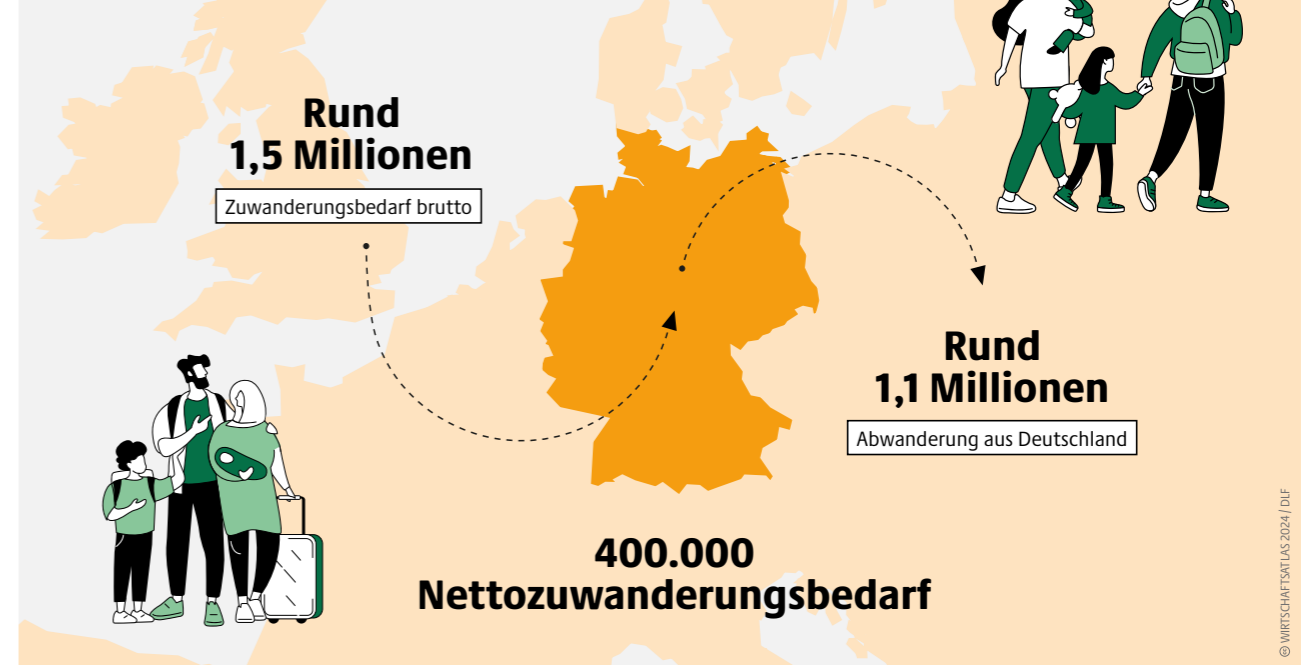 Rund
1,5 Millionen
Zuwanderungsbedarf brutto
Rund
1,1 Millionen
Abwanderung aus Deutschland
400.000
Nettozuwanderungsbedarf
WIRTSCHAFTSATLAS 2024 / DLF